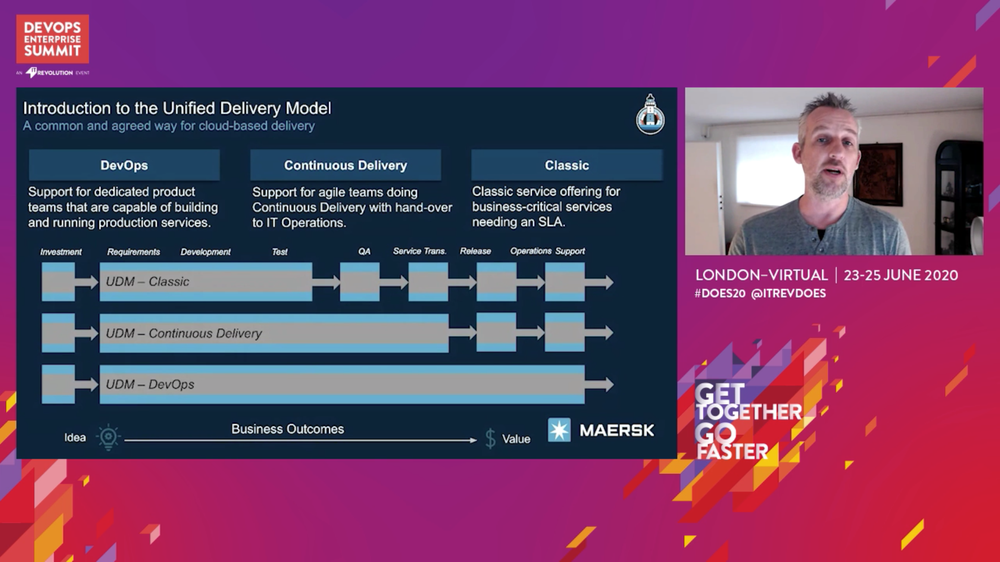 DEVOPS
ENTERPRISE
SUMMIT
AN IT REVOLUTION EVENT
Introduction to the Unified Delivery Model
A common and agreed way for cloud-based delivery
DevOps
Support for dedicated product
teams that are capable of building
and running production services.
Continuous Delivery
Support for agile teams doing
Continuous Delivery with hand-over
to IT Operations.
Classic
Classic service offering for
business-critical services
needing an SLA.
Investment Requirements Development Test QA Service Trans. Release Operations Support
UDM – Classic
UDM – Continuous Delivery
UDM – DevOps
Idea Business Outcomes $ Value
MAERSK
LONDON–VIRTUAL | 23-25 JUNE 2020
#DOES20 @ITREVDOES
GET
TOGETHER
GO
FASTER